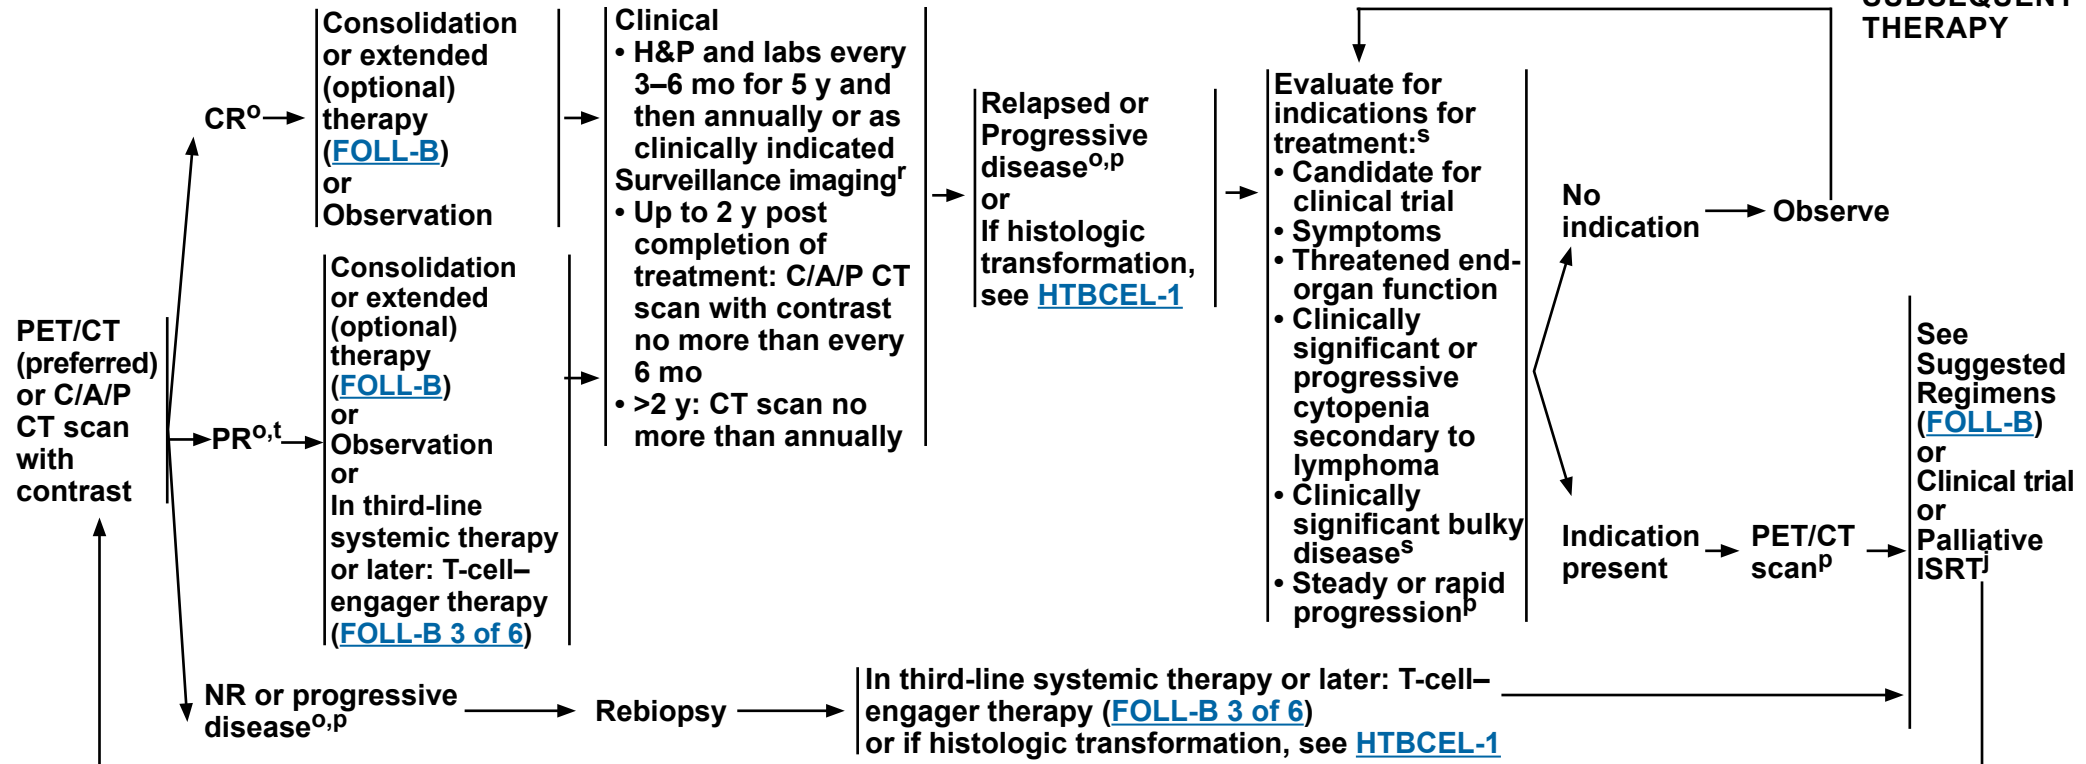 SUBSEQUENT
THERAPY
PET/CT
(preferred)
or C/A/P
CT scan
with
contrast
CRo
Consolidation
or extended
(optional)
therapy
(FOLL-B)
or
Observation
PRo,t
Consolidation
or extended
(optional)
therapy
(FOLL-B)
or
Observation
or
In third-line
systemic therapy
or later: T-cell–
engager therapy
(FOLL-B 3 of 6)
Clinical
• H&P and labs every
3–6 mo for 5 y and
then annually or as
clinically indicated
Surveillance imagingr
• Up to 2 y post
completion of
treatment: C/A/P CT
scan with contrast
no more than every
6 mo
• >2 y: CT scan no
more than annually
Relapsed or
Progressive
diseaseo,p
or
If histologic
transformation,
see HTBCEL-1
Evaluate for
indications for
treatment:s
• Candidate for
clinical trial
• Symptoms
• Threatened end-
organ function
• Clinically
significant or
progressive
cytopenia
secondary to
lymphoma
• Clinically
significant bulky
diseases
• Steady or rapid
progressionp
No
indication
Observe
Indication
present
PET/CT
scanp
See
Suggested
Regimens
(FOLL-B)
or
Clinical trial
or
Palliative
ISRTj
NR or progressive
diseaseo,p
Rebiopsy
In third-line systemic therapy or later: T-cell–
engager therapy (FOLL-B 3 of 6)
or if histologic transformation, see HTBCEL-1